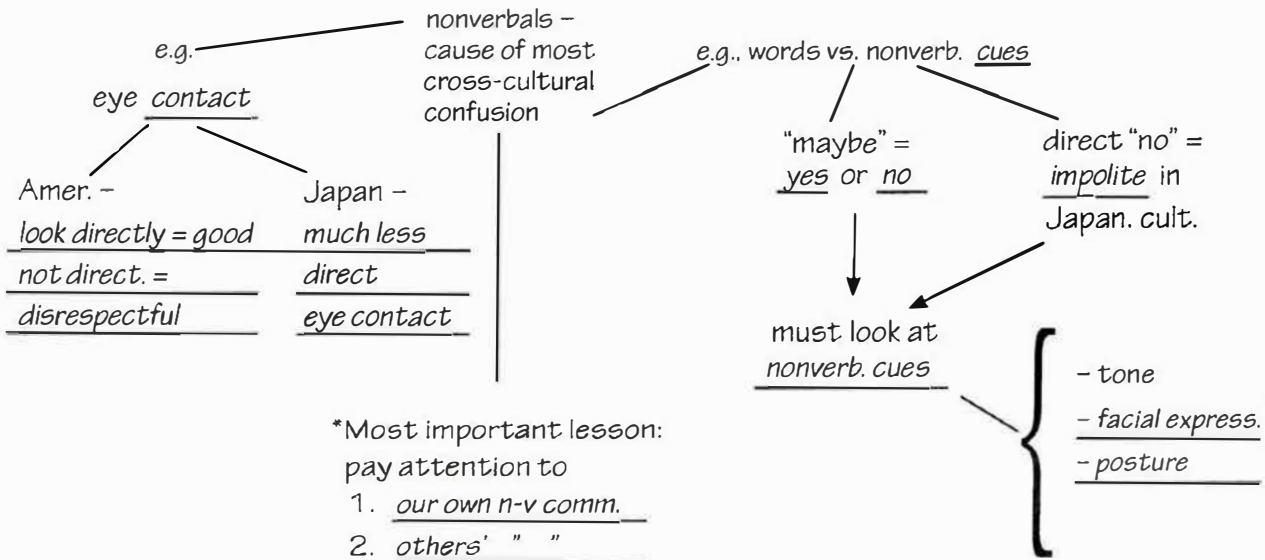 nonverbals –
cause of most
cross-cultural
confusion
e.g.
eye contact
Amer. –
look directly = good
not direct. =
disrespectful
Japan –
much less
direct
eye contact
e.g., words vs. nonverb. cues
"maybe" =
yes or no
direct "no" =
impolite in
Japan. cult.
must look at
nonverb. cues
– tone
– facial express.
– posture
*Most important lesson:
pay attention to
1. our own n-v comm.
2. others' " "